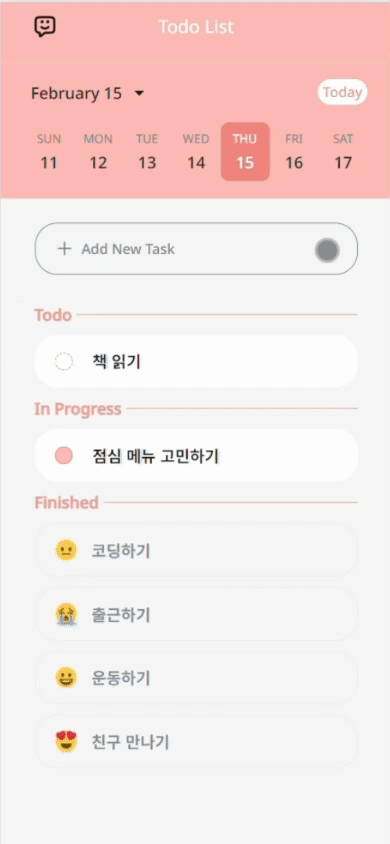 Todo List
February 15
Today
SUN MON TUE WED THU FRI SAT
11 12 13 14 15 16 17
Add New Task
Todo
책 읽기
In Progress
점심 메뉴 고민하기
Finished
코딩하기
출근하기
운동하기
친구 만나기